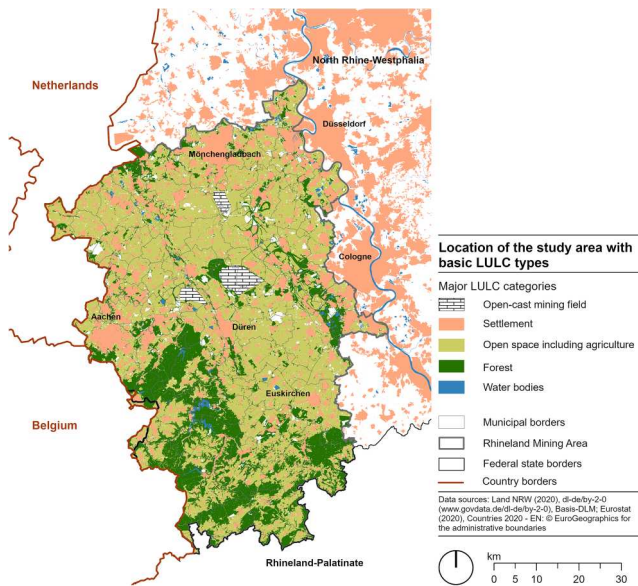 North Rhine-Westphalia
Netherlands
Düsseldorf
Mönchengladbach
Cologne
Aachen
Düren
Euskirchen
Belgium
Rhineland-Palatinate
Location of the study area with
basic LULC types
Major LULC categories
Open-cast mining field
Settlement
Open space including agriculture
Forest
Water bodies
Municipal borders
Rhineland Mining Area
Federal state borders
Country borders
Data sources: Land NRW (2020), dl-de/by-2-0
(www.govdata.de/dl-de/by-2-0), Basis-DLM; Eurostat
(2020), Countries 2020 - EN: © EuroGeographics for
the administrative boundaries
km
0 5 10 20 30